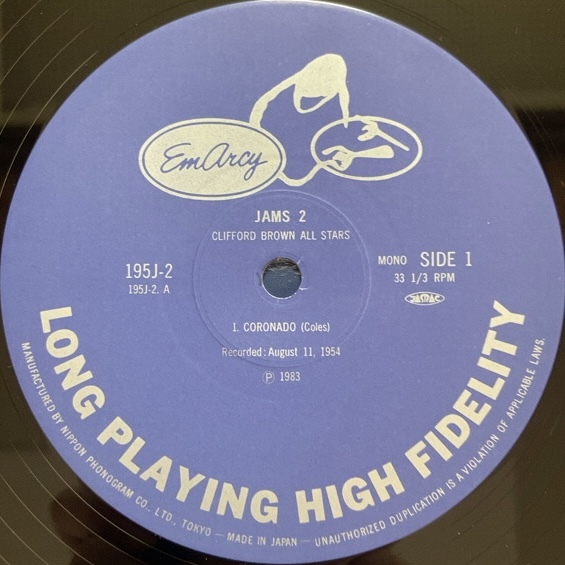 EmArcy
JAMS 2
CLIFFORD BROWN ALL STARS
195J-2
195J-2. A
MONO SIDE 1
33 1/3 RPM
JASRAC
1. CORONADO (Coles)
Recorded: August 11, 1954
Ⓟ 1983
LONG PLAYING HIGH FIDELITY
MANUFACTURED BY NIPPON PHONOGRAM CO., LTD., TOKYO — MADE IN JAPAN — UNAUTHORIZED DUPLICATION IS A VIOLATION OF APPLICABLE LAWS.